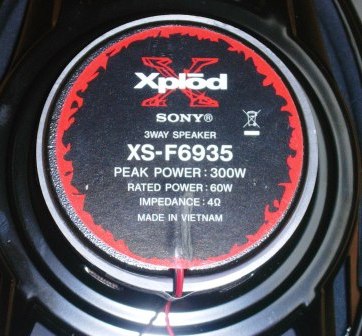 Xplōd
SONY®
3WAY SPEAKER
XS-F6935
PEAK POWER : 300W
RATED POWER : 60W
IMPEDANCE : 4Ω
MADE IN VIETNAM